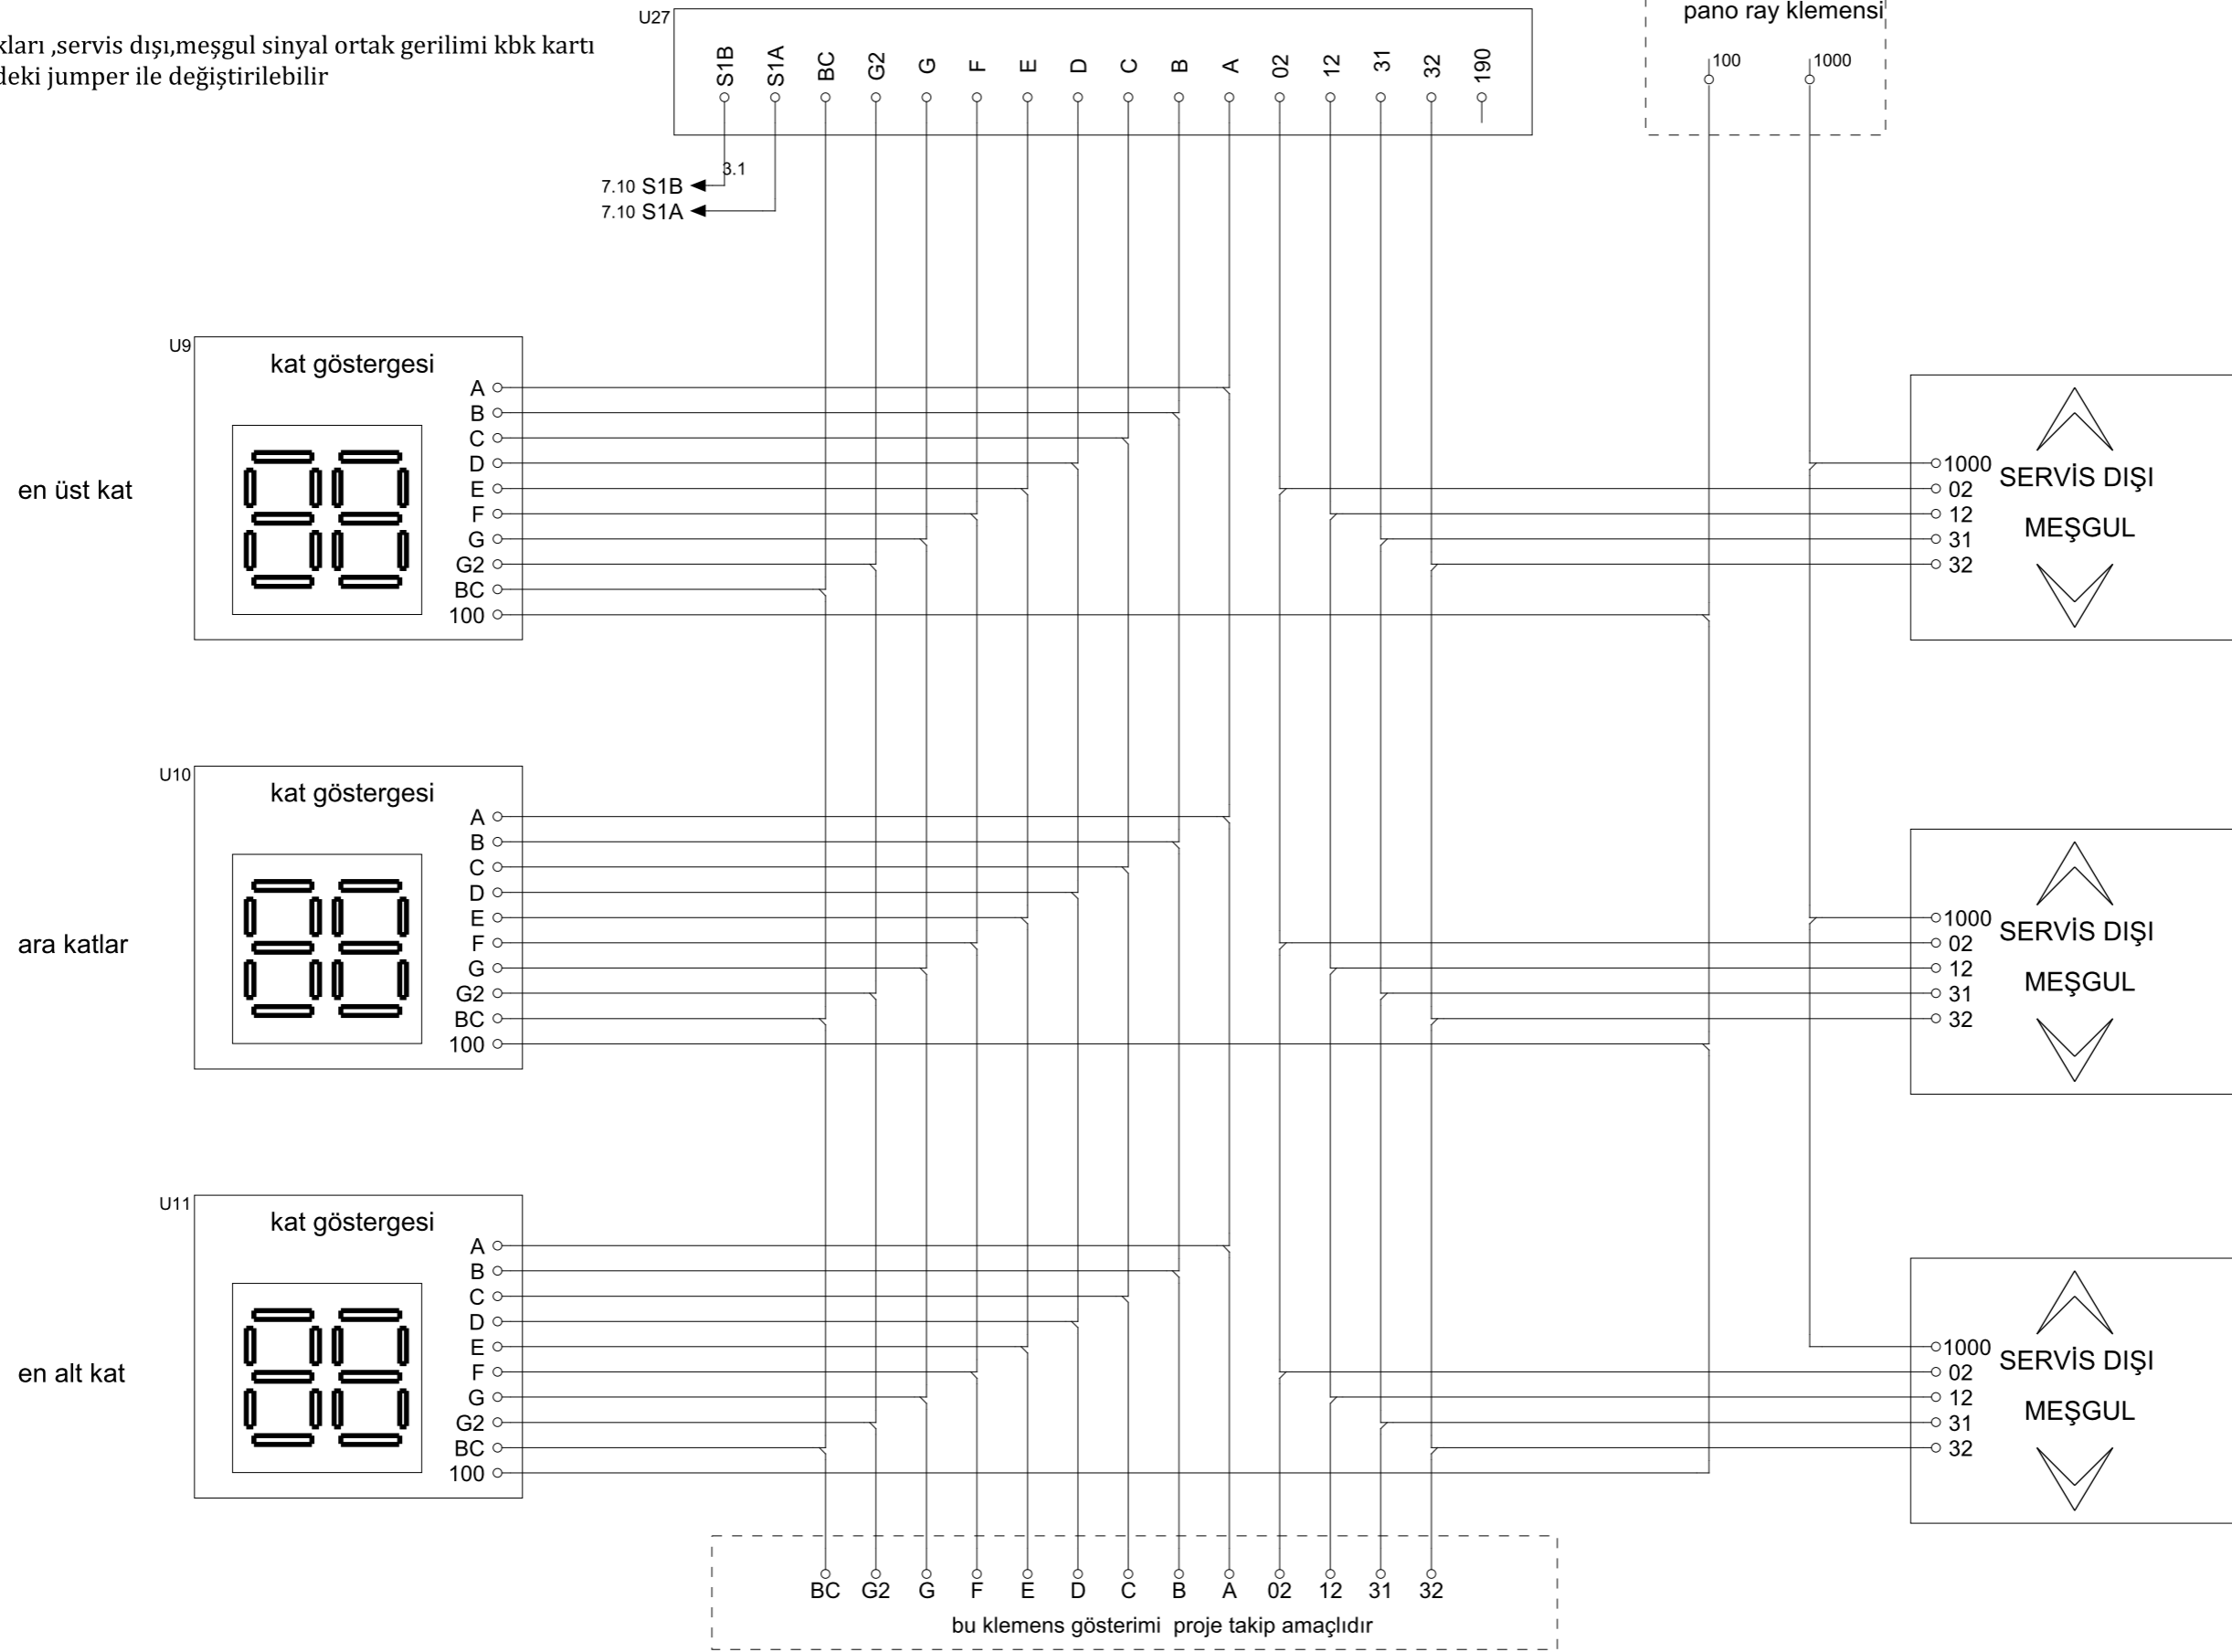 U27
pano ray klemensi
kları ,servis dışı,meşgul sinyal ortak gerilimi kbk kartı
deki jumper ile değiştirilebilir
S1B S1A BC G2 G F E D C B A 02 12 31 32 190
100 1000
3.1
7.10 S1B
7.10 S1A
U9
kat göstergesi
A
B
C
D
E
F
G
G2
BC
100
en üst kat
1000
02
12
31
32
SERVİS DIŞI
MEŞGUL
U10
kat göstergesi
A
B
C
D
E
F
G
G2
BC
100
ara katlar
1000
02
12
31
32
SERVİS DIŞI
MEŞGUL
U11
kat göstergesi
A
B
C
D
E
F
G
G2
BC
100
en alt kat
1000
02
12
31
32
SERVİS DIŞI
MEŞGUL
BC G2 G F E D C B A 02 12 31 32
bu klemens gösterimi proje takip amaçlıdır